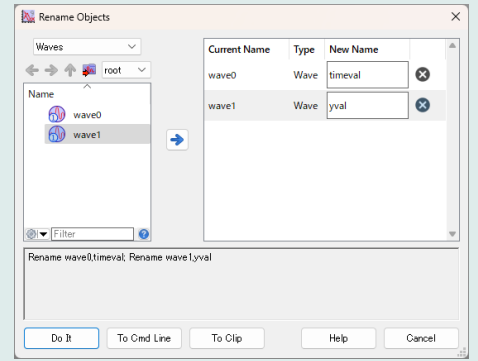 Rename Objects
Waves
root
Name
wave0
wave1
Filter
Current Name Type New Name
wave0 Wave timeval
wave1 Wave yval
Rename wave0,timeval; Rename wave1,yval
Do It To Cmd Line To Clip Help Cancel